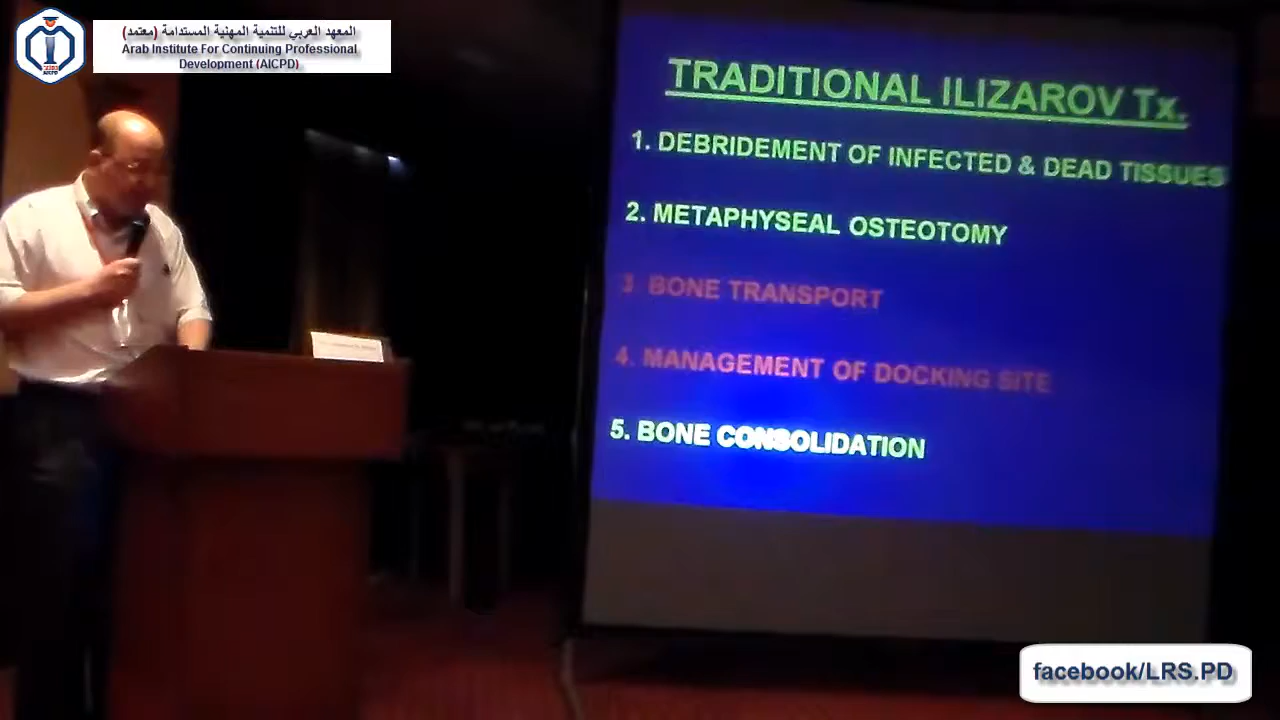 المعهد العربي للتنمية المهنية المستدامة (معتمد)
Arab Institute For Continuing Professional
Development (AICPD)
AICPD
TRADITIONAL ILIZAROV Tx.
1. DEBRIDEMENT OF INFECTED & DEAD TISSUES
2. METAPHYSEAL OSTEOTOMY
3. BONE TRANSPORT
4. MANAGEMENT OF DOCKING SITE
5. BONE CONSOLIDATION
facebook/LRS.PD